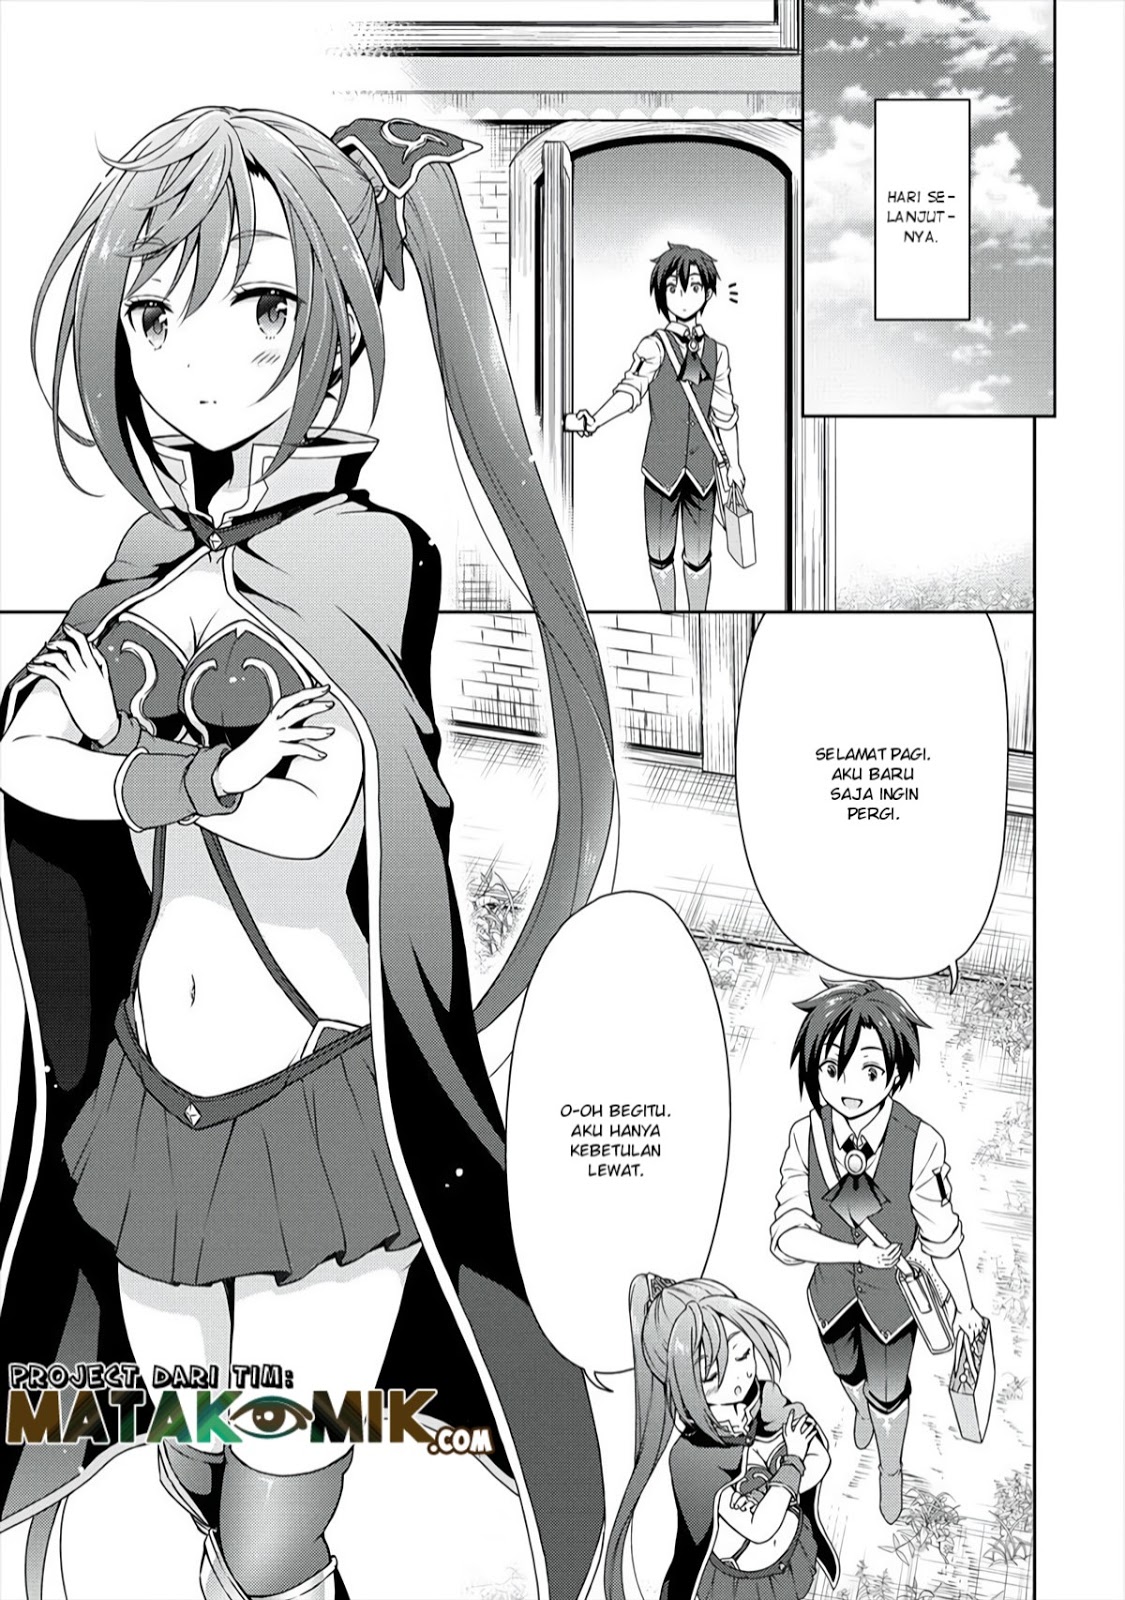 HARI SE-
LANJUT-
NYA.
SELAMAT PAGI.
AKU BARU
SAJA INGIN
PERGI.
O-OH BEGITU.
AKU HANYA
KEBETULAN
LEWAT.
PROJECT DARI TIM:
MATAKOMIK.COM